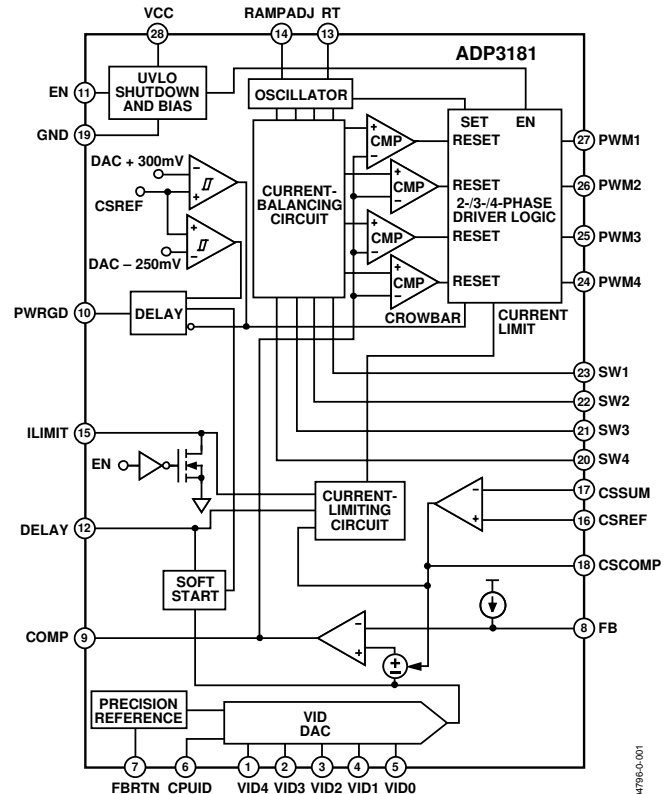 VCC
RAMPADJ RT
28
14
13
ADP3181
EN 11
UVLO
SHUTDOWN
AND BIAS
OSCILLATOR
GND 19
SET EN
RESET
RESET
RESET
RESET
2-/3-/4-PHASE
DRIVER LOGIC
27 PWM1
26 PWM2
25 PWM3
24 PWM4
+
CMP
–
+
CMP
–
+
CMP
–
+
CMP
–
DAC + 300mV
–
+
CSREF
+
–
DAC – 250mV
CURRENT-
BALANCING
CIRCUIT
PWRGD 10
DELAY
CROWBAR
CURRENT
LIMIT
23 SW1
22 SW2
21 SW3
20 SW4
ILIMIT 15
EN
CURRENT-
LIMITING
CIRCUIT
–
+
17 CSSUM
16 CSREF
18 CSCOMP
DELAY 12
SOFT
START
COMP 9
–
+
±
8 FB
PRECISION
REFERENCE
VID
DAC
7
6
1
2
3
4
5
FBRTN CPUID VID4 VID3 VID2 VID1 VID0
04796-0-001